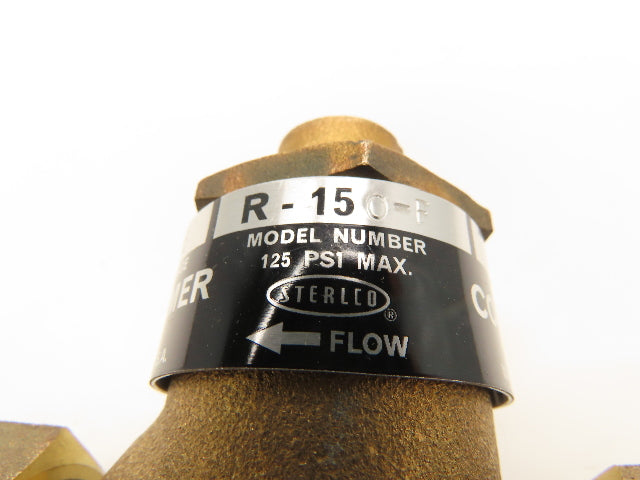 R - 150-P
MODEL NUMBER
125 PSI MAX.
STERLCO ®
FLOW